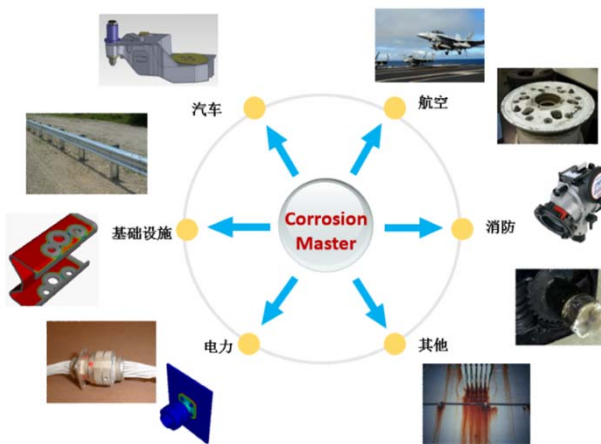 汽车
航空
Corrosion
Master
基础设施
消防
电力
其他